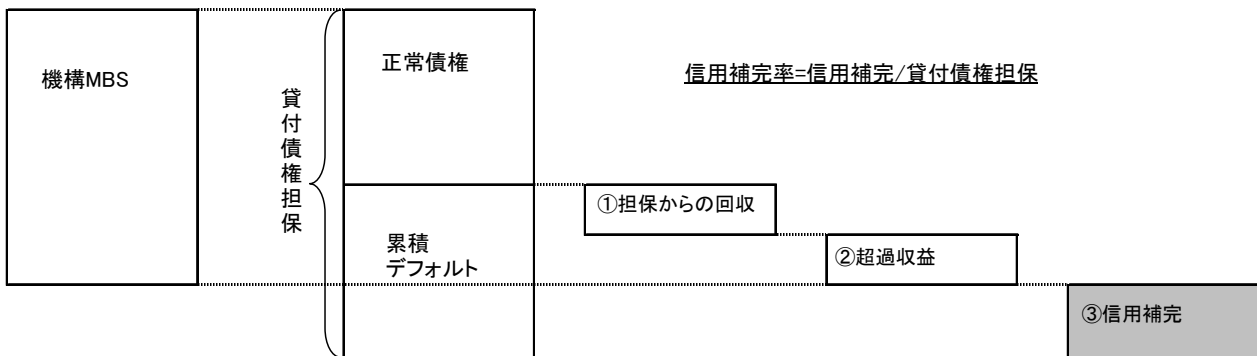 機構MBS
貸付債権担保
正常債権
信用補完率=信用補完/貸付債権担保
累積
デフォルト
①担保からの回収
②超過収益
③信用補完